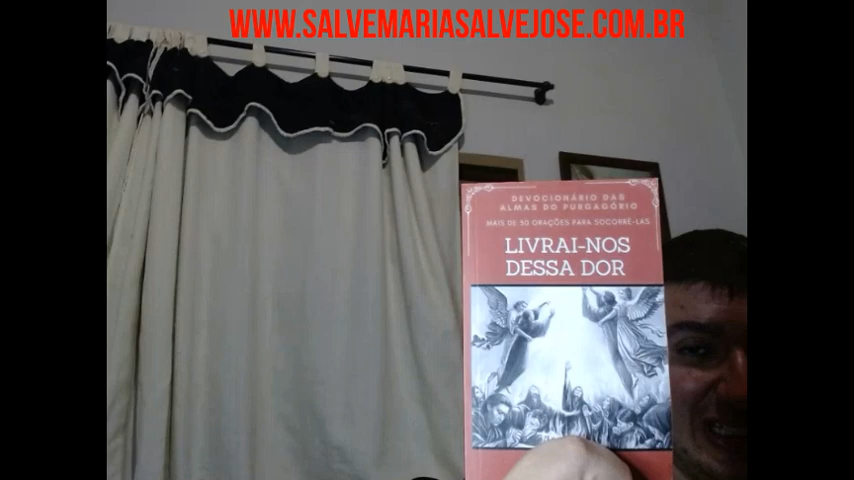 WWW.SALVEMARIASALVEJOSE.COM.BR
DEVOCIONÁRIO DAS
ALMAS DO PURGAGÓRIO
MAIS DE 50 ORAÇÕES PARA SOCORRÊ-LAS
LIVRAI-NOS
DESSA DOR